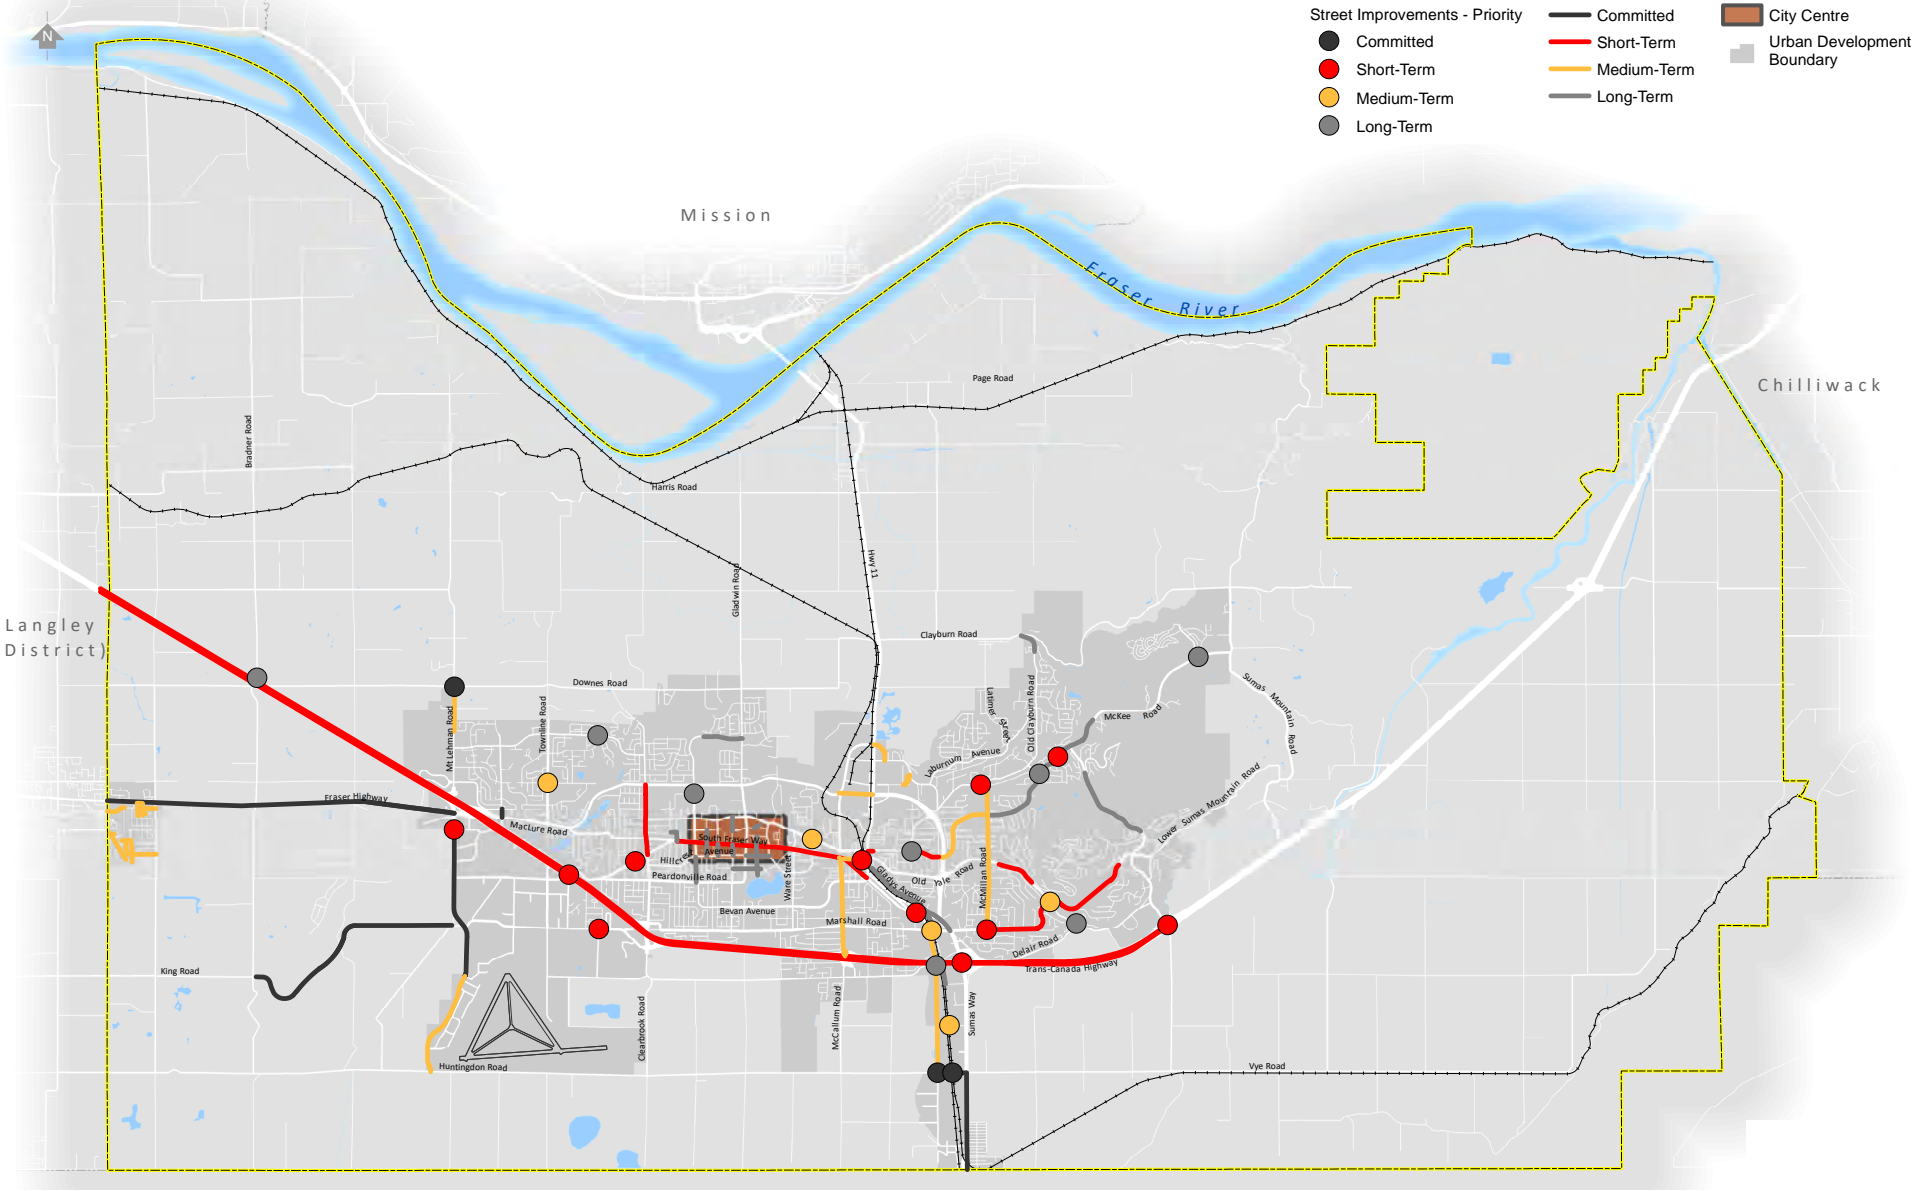 Street Improvements - Priority
Committed
Short-Term
Medium-Term
Long-Term
Committed
Short-Term
Medium-Term
Long-Term
City Centre
Urban Development
Boundary
N
Mission
Fraser River
Chilliwack
Page Road
Bradner Road
Harris Road
Hwy 11
Gladwin Road
Langley
District)
Clayburn Road
Downes Road
Mt Lehman Road
Townline Road
Latimer Street
Old Clayburn Road
McKee Road
Sumas Mountain Road
Laburnum Avenue
Lower Sumas Mountain Road
Fraser Highway
MacLure Road
South Fraser Way
Hillcrest Avenue
Peardonville Road
Ware Street
Gladys Avenue
Old Yale Road
McMillan Road
Bevan Avenue
Marshall Road
Delair Road
Trans-Canada Highway
King Road
Clearbrook Road
McCallum Road
Sumas Way
Huntingdon Road
Vye Road